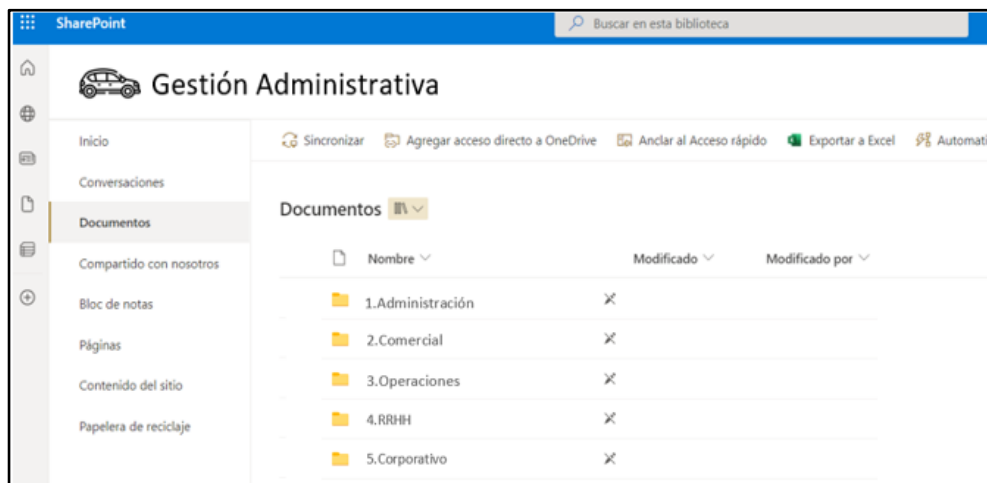 SharePoint
Buscar en esta biblioteca
Gestión Administrativa
Inicio
Conversaciones
Documentos
Compartido con nosotros
Bloc de notas
Páginas
Contenido del sitio
Papelera de reciclaje
Sincronizar Agregar acceso directo a OneDrive Anclar al Acceso rápido Exportar a Excel Automati
Documentos
Nombre Modificado Modificado por
1.Administración
2.Comercial
3.Operaciones
4.RRHH
5.Corporativo